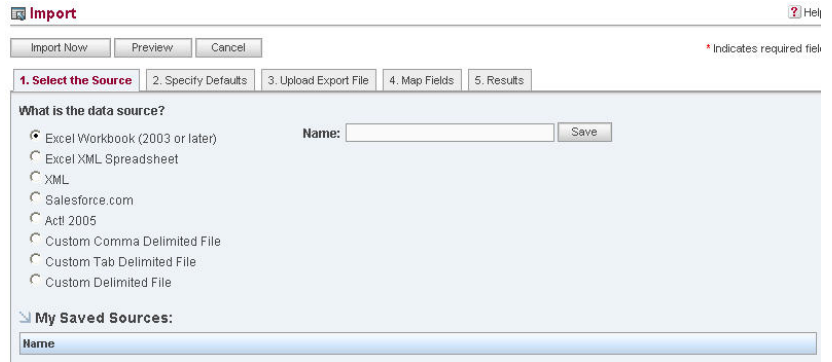 Import
? Help
Import Now Preview Cancel
* Indicates required field
1. Select the Source 2. Specify Defaults 3. Upload Export File 4. Map Fields 5. Results
What is the data source?
Excel Workbook (2003 or later) Name: Save
Excel XML Spreadsheet
XML
Salesforce.com
Act! 2005
Custom Comma Delimited File
Custom Tab Delimited File
Custom Delimited File
My Saved Sources:
Name